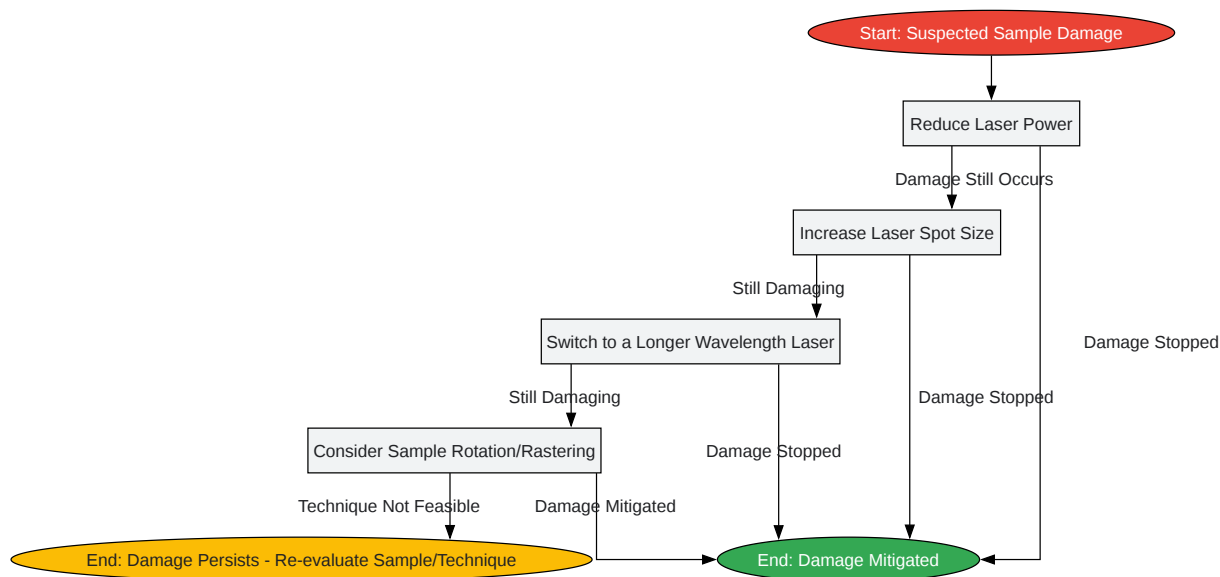 Start: Suspected Sample Damage
Reduce Laser Power
Damage Still Occurs
Increase Laser Spot Size
Still Damaging
Switch to a Longer Wavelength Laser
Damage Stopped
Still Damaging
Damage Stopped
Consider Sample Rotation/Rastering
Damage Stopped
Technique Not Feasible
Damage Mitigated
End: Damage Persists - Re-evaluate Sample/Technique
End: Damage Mitigated